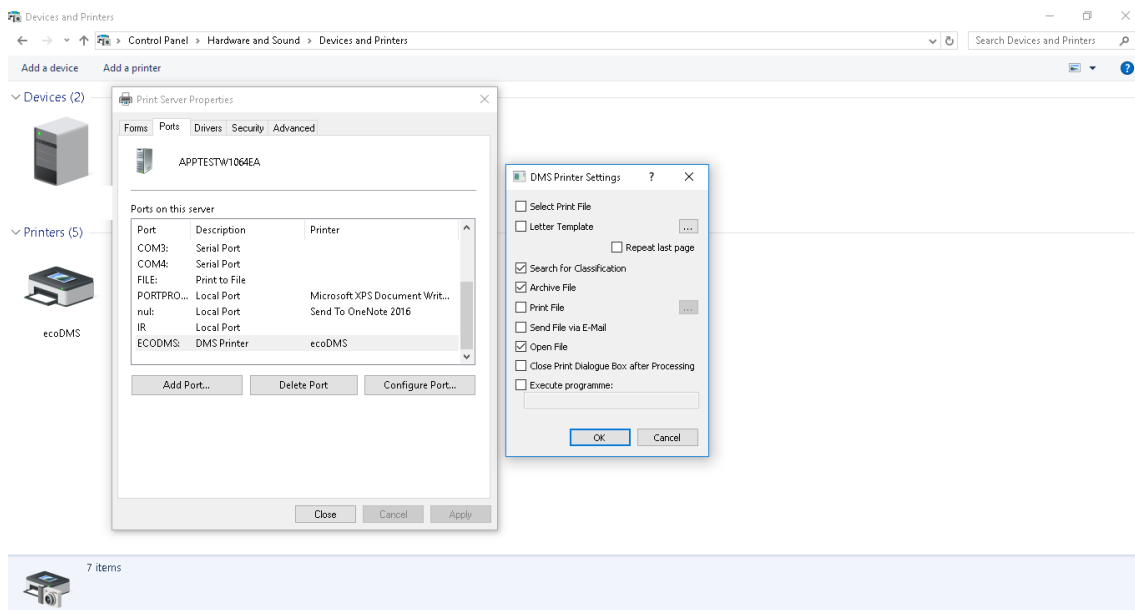 Devices and Printers
Control Panel > Hardware and Sound > Devices and Printers
Search Devices and Printers
Add a device Add a printer
Devices (2)
Print Server Properties
Forms Ports Drivers Security Advanced
APPTESTW1064EA
Ports on this server
Port Description Printer
COM3: Serial Port
COM4: Serial Port
FILE: Print to File
PORTPRO... Local Port Microsoft XPS Document Writ...
nul: Local Port Send To OneNote 2016
IR Local Port
ECODMS: DMS Printer ecoDMS
Add Port... Delete Port Configure Port...
Close Cancel Apply
DMS Printer Settings ?
Select Print File
Letter Template ...
Repeat last page
Search for Classification
Archive File
Print File ...
Send File via E-Mail
Open File
Close Print Dialogue Box after Processing
Execute programme:
OK Cancel
Printers (5)
ecoDMS
7 items